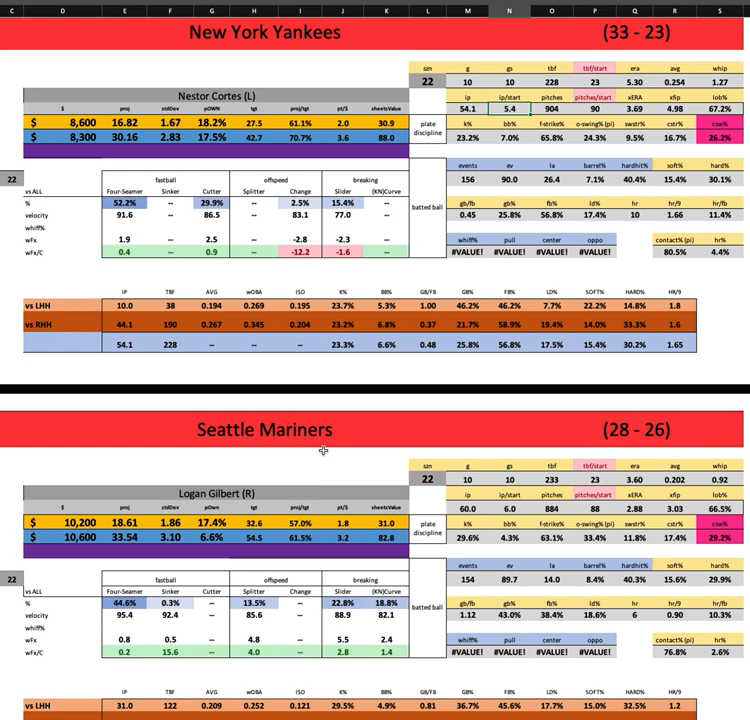 C D E F G H I J K L M N O P Q R S
New York Yankees (33 - 23)
szn g gs tbf tbf/start era avg whip
22 10 10 228 23 5.30 0.254 1.27
Nestor Cortes (L) ip ip/start pitches pitches/start xERA xfip lob%
$ proj stdDev pOWN tgt proj/tgt pt/$ sheetsValue 54.1 5.4 904 90 3.69 4.98 67.2%
$ 8,600 16.82 1.67 18.2% 27.5 61.1% 2.0 30.9 plate discipline k% bb% f-strike% o-swing% (pi) swstr% cstr% csw%
$ 8,300 30.16 2.83 17.5% 42.7 70.7% 3.6 88.0 23.2% 7.0% 65.8% 24.3% 9.5% 16.7% 26.2%
events ev la barrel% hardhit% soft% hard%
22 fastball offspeed breaking 156 90.0 26.4 7.1% 40.4% 15.4% 30.1%
vs ALL Four-Seamer Sinker Cutter Splitter Change Slider (KN)Curve
% 52.2% -- 29.9% -- 2.5% 15.4% -- batted ball gb/fb gb% fb% ld% hr hr/9 hr/fb
velocity 91.6 -- 86.5 -- 83.1 77.0 -- 0.45 25.8% 56.8% 17.4% 10 1.66 11.4%
whiff%
wFx 1.9 -- 2.5 -- -2.8 -2.3 -- whiff% pull center oppo contact% (pi) hr%
wFx/C 0.4 -- 0.9 -- -12.2 -1.6 -- #VALUE! #VALUE! #VALUE! #VALUE! 80.5% 4.4%
IP TBF AVG wOBA ISO K% BB% GB/FB GB% FB% LD% SOFT% HARD% HR/9
vs LHH 10.0 38 0.194 0.269 0.195 23.7% 5.3% 1.00 46.2% 46.2% 7.7% 22.2% 14.8% 1.8
vs RHH 44.1 190 0.267 0.345 0.204 23.2% 6.8% 0.37 21.7% 58.9% 19.4% 14.0% 33.3% 1.6
54.1 228 -- -- -- 23.3% 6.6% 0.48 25.8% 56.8% 17.5% 15.4% 30.2% 1.65
Seattle Mariners (28 - 26)
szn g gs tbf tbf/start era avg whip
22 10 10 233 23 3.60 0.202 0.92
Logan Gilbert (R) ip ip/start pitches pitches/start xERA xfip lob%
$ proj stdDev pOwn tgt proj/tgt pt/$ sheetsValue 60.0 6.0 884 88 2.88 3.03 66.5%
$ 10,200 18.61 1.86 17.4% 32.6 57.0% 1.8 31.0 plate discipline k% bb% f-strike% o-swing% (pi) swstr% cstr% csw%
$ 10,600 33.54 3.10 6.6% 54.5 61.5% 3.2 82.8 29.6% 4.3% 63.1% 33.4% 11.8% 17.4% 29.2%
events ev la barrel% hardhit% soft% hard%
22 fastball offspeed breaking 154 89.7 14.0 8.4% 40.3% 15.6% 29.9%
vs ALL Four-Seamer Sinker Cutter Splitter Change Slider (KN)Curve
% 44.6% 0.3% -- 13.5% -- 22.8% 18.8% batted ball gb/fb gb% fb% ld% hr hr/9 hr/fb
velocity 95.4 92.4 -- 85.6 -- 88.9 82.1 1.12 43.0% 38.4% 18.6% 6 0.90 10.3%
whiff%
wFx 0.8 0.5 -- 4.8 -- 5.5 2.4 whiff% pull center oppo contact% (pi) hr%
wFx/C 0.2 15.6 -- 4.0 -- 2.8 1.4 #VALUE! #VALUE! #VALUE! #VALUE! 76.8% 2.6%
IP TBF AVG wOBA ISO K% BB% GB/FB GB% FB% LD% SOFT% HARD% HR/9
vs LHH 31.0 122 0.209 0.252 0.121 29.5% 4.9% 0.81 36.7% 45.6% 17.7% 15.0% 32.5% 1.2